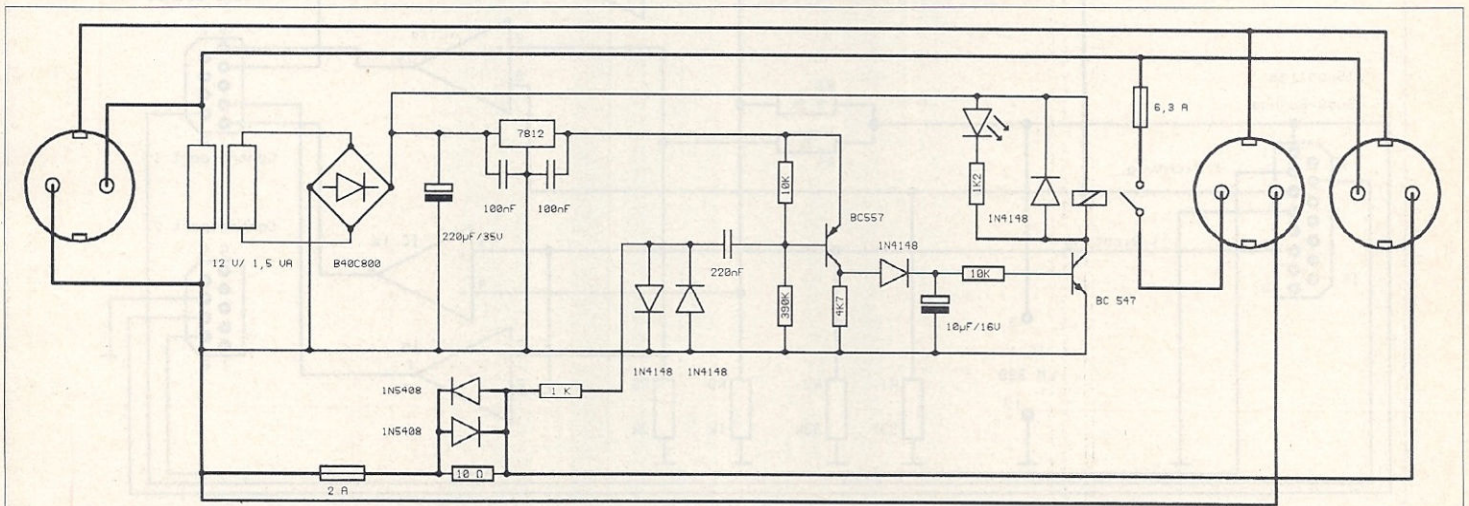 6,3 A
7812
10K
1K2
100nF
100nF
BC557
1N4148
1N4148
220µF/35V
12 V/ 1,5 VA
B40C800
220nF
10K
390K
4K7
BC 547
10µF/16V
1N4148
1N4148
1N5408
1 K
1N5408
10 Ω
2 A